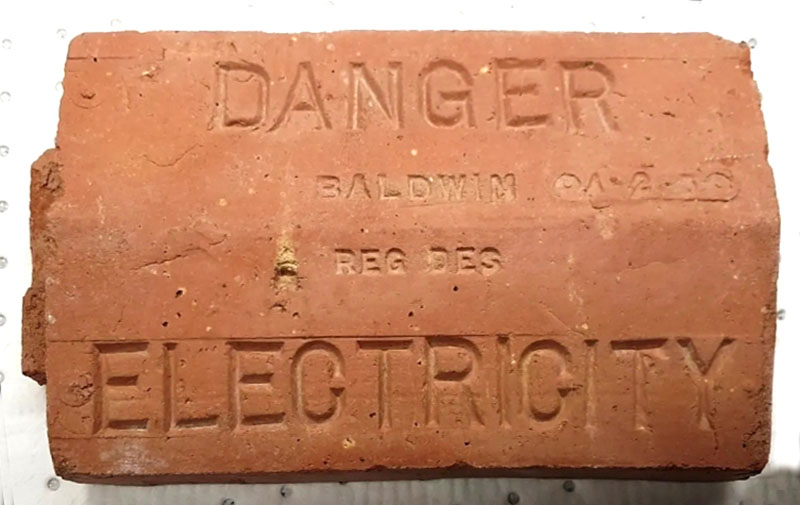 DANGER
BALDWIM
REG DES
ELECTRICITY